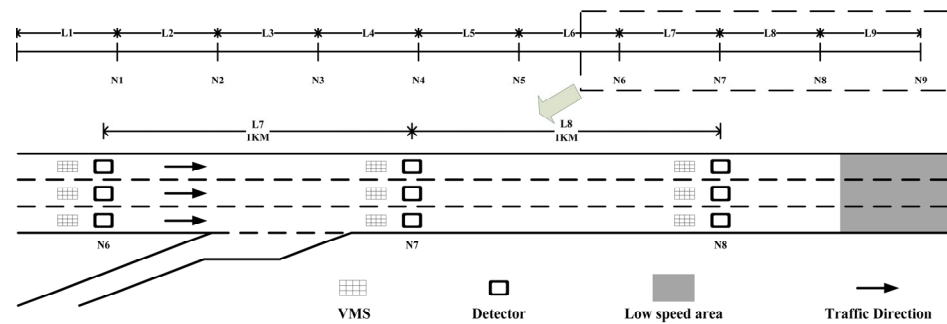 L1 L2 L3 L4 L5 L6 L7 L8 L9
N1 N2 N3 N4 N5 N6 N7 N8 N9
L7 L8
1KM 1KM
N6 N7 N8
VMS Detector Low speed area Traffic Direction